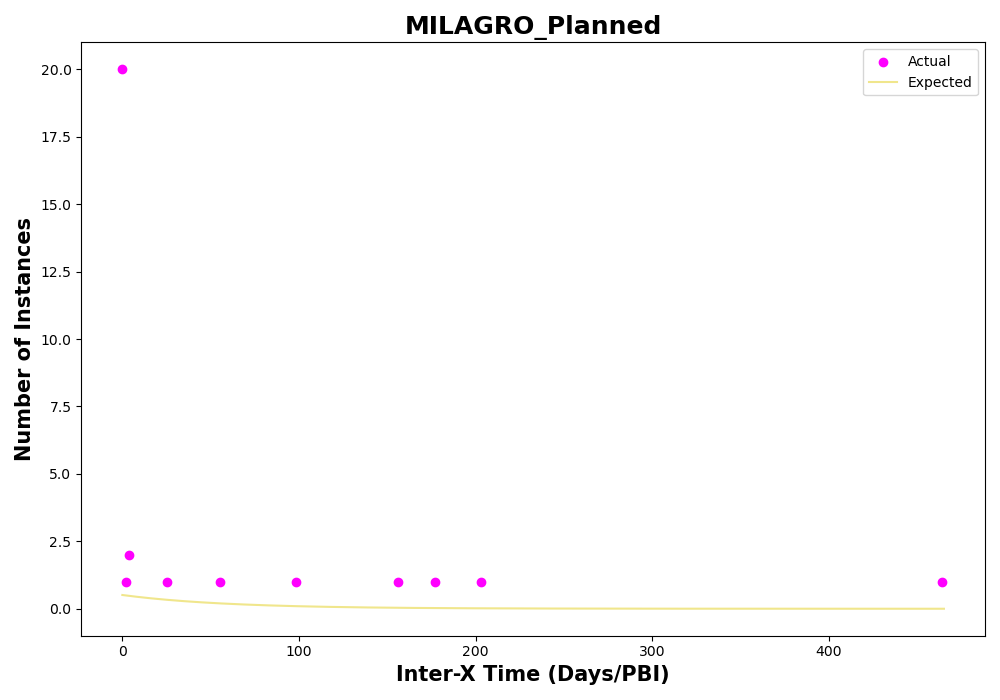 MILAGRO_Planned
Actual
Expected
20.0
17.5
15.0
12.5
10.0
7.5
5.0
2.5
0.0
Number of Instances
0 100 200 300 400
Inter-X Time (Days/PBI)